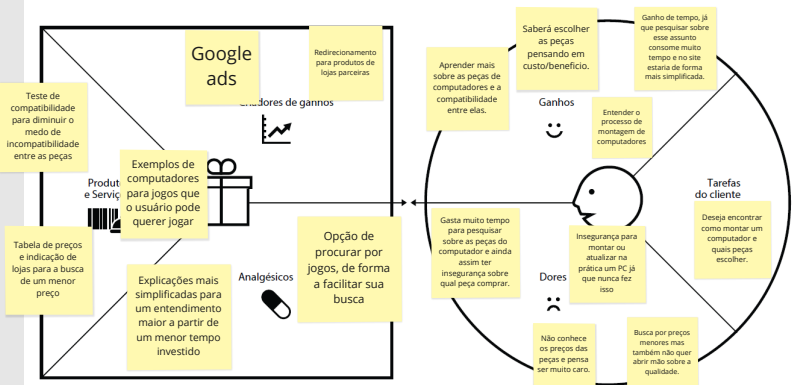 Google
ads
Redirecionamento
para produtos de
lojas parceiras
Criadores de ganhos
Teste de
compatibilidade
para diminuir o
medo de
incompatibilidade
entre as peças
Exemplos de
computadores
para jogos que
o usuário pode
querer jogar
Produt
e Serviç
Tabela de preços
e indicação de
lojas para a busca
de um menor
preço
Explicações mais
simplificadas para
um entendimento
maior a partir de
um menor tempo
investido
Analgésicos
Opção de
procurar por
jogos, de forma
a facilitar sua
busca
Saberá escolher
as peças
pensando em
custo/beneficio.
Ganho de tempo, já
que pesquisar sobre
esse assunto
consome muito
tempo e no site
estaria de forma
mais simplificada.
Aprender mais
sobre as peças de
computadores e a
compatibilidade
entre elas.
Ganhos
Entender o
processo de
montagem de
computadores
Tarefas
do cliente
Deseja encontrar
como montar um
computador e
quais peças
escolher.
Gasta muito tempo
para pesquisar
sobre as peças do
computador e ainda
assim ter
insegurança sobre
qual peça comprar.
Insegurança para
montar ou
atualizar na
prática um PC já
que nunca fez
isso
Dores
Não conhece
os preços das
peças e pensa
ser muito caro.
Busca por preços
menores mas
também não quer
abrir mão sobre a
qualidade.